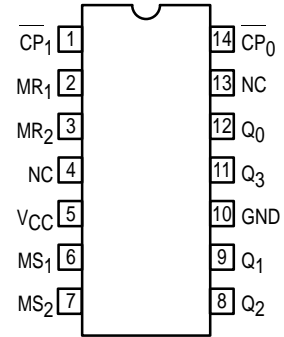 CP1 1 14 CP0
MR1 2 13 NC
MR2 3 12 Q0
NC 4 11 Q3
VCC 5 10 GND
MS1 6 9 Q1
MS2 7 8 Q2